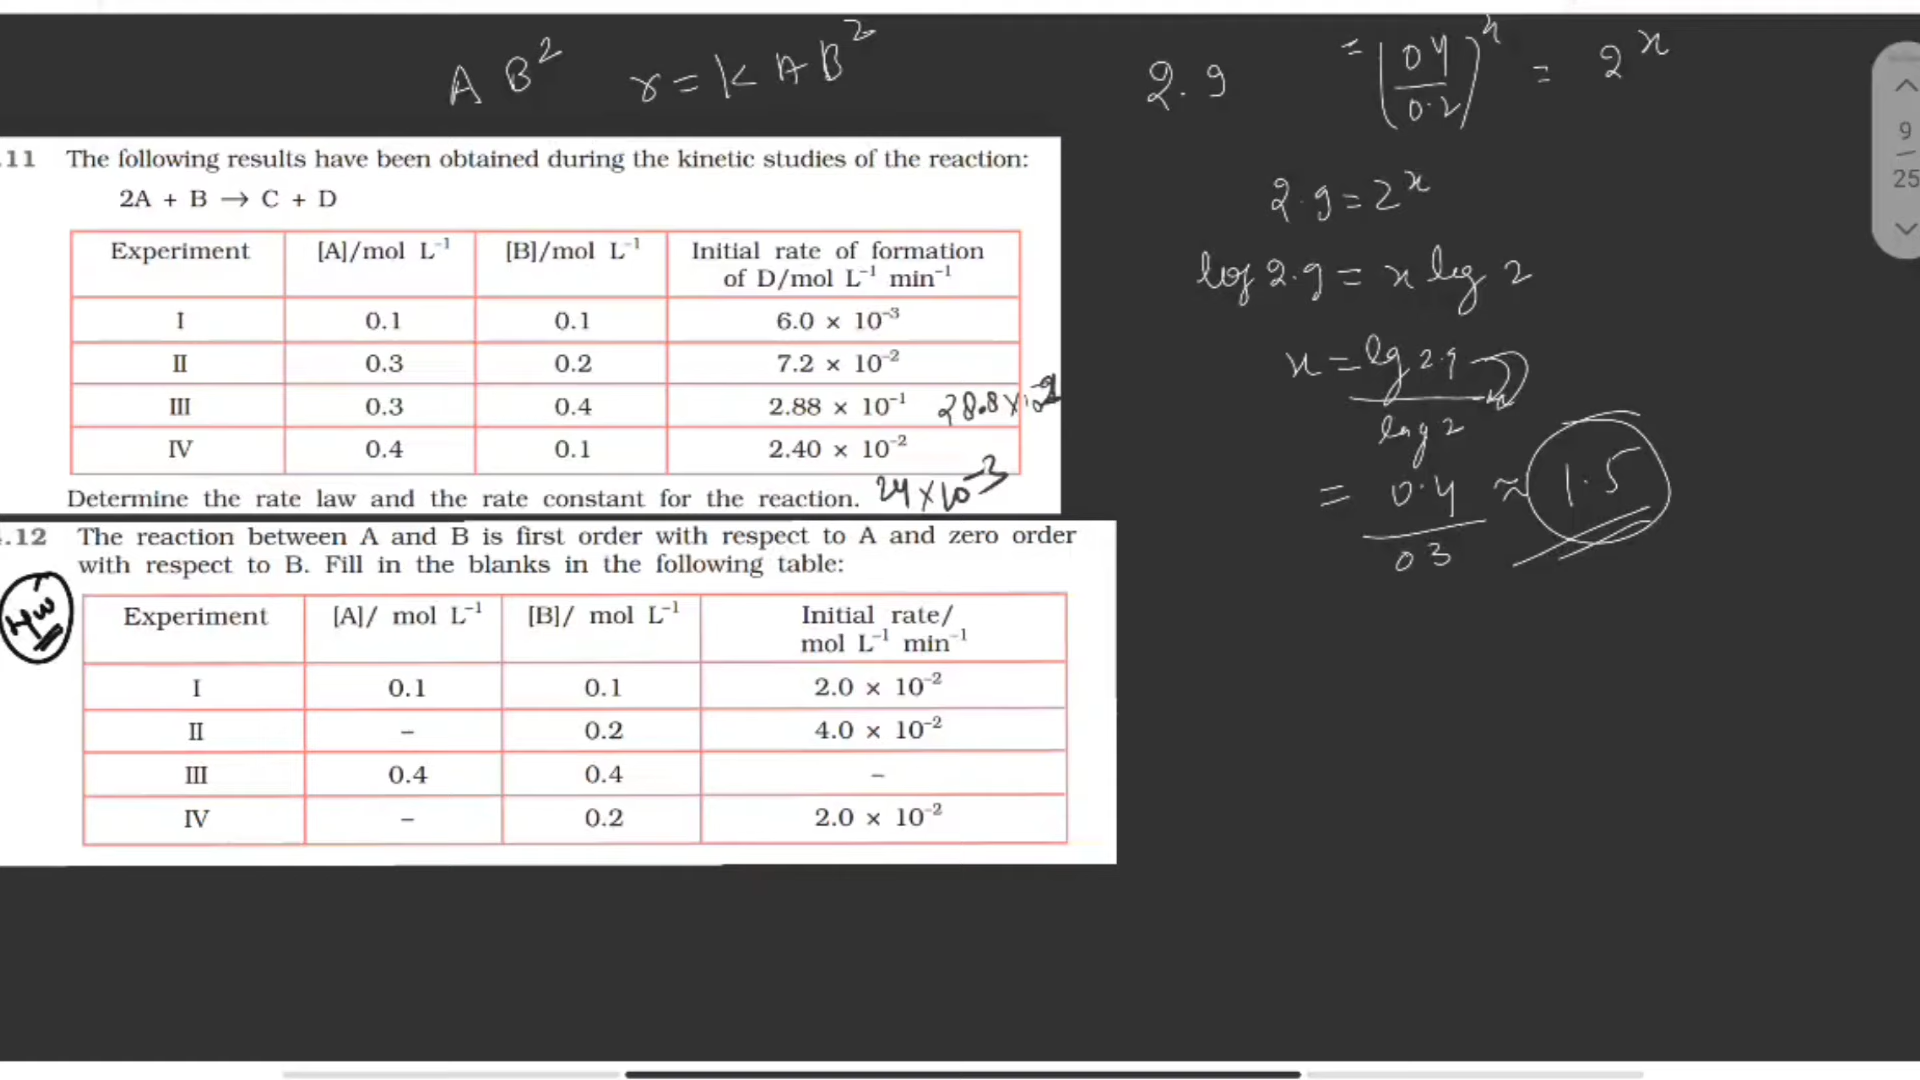 A B² r = K A B²
.11 The following results have been obtained during the kinetic studies of the reaction:
2A + B → C + D
Experiment [A]/mol L⁻¹ [B]/mol L⁻¹ Initial rate of formation
of D/mol L⁻¹ min⁻¹
I 0.1 0.1 6.0 × 10⁻³
II 0.3 0.2 7.2 × 10⁻²
III 0.3 0.4 2.88 × 10⁻¹ 28.8 × 10⁻²
IV 0.4 0.1 2.40 × 10⁻²
Determine the rate law and the rate constant for the reaction. 24 × 10⁻³
.12 The reaction between A and B is first order with respect to A and zero order
with respect to B. Fill in the blanks in the following table:
HW
Experiment [A]/ mol L⁻¹ [B]/ mol L⁻¹ Initial rate/
mol L⁻¹ min⁻¹
I 0.1 0.1 2.0 × 10⁻²
II – 0.2 4.0 × 10⁻²
III 0.4 0.4 –
IV – 0.2 2.0 × 10⁻²
2.9 = (04/0.2)ˣ = 2ˣ
2.9 = 2ˣ
log 2.9 = x log 2
x = log 2.9
log 2
= 0.4 ≈ 1.5
03
9
25